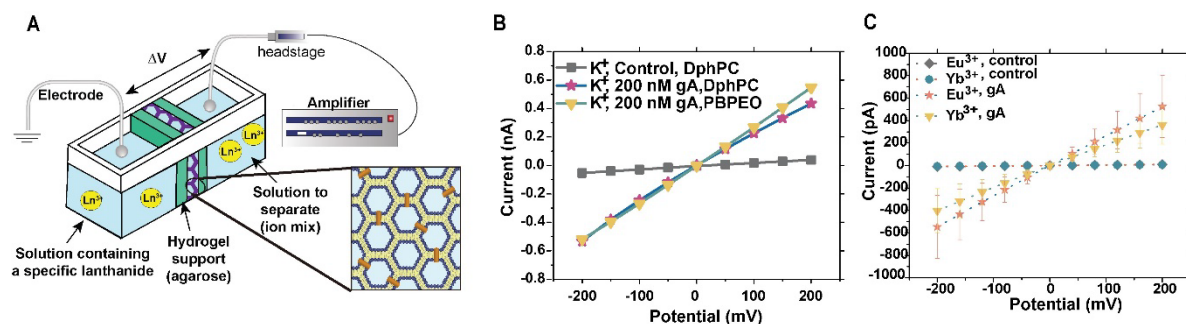 A
ΔV
headstage
Electrode
Amplifier
Ln³⁺
Ln³⁺
Ln³⁺
Ln³⁺
Solution to
separate
(ion mix)
Solution containing
a specific lanthanide
Hydrogel
support
(agarose)
B
0.8
0.6
0.4
0.2
0.0
-0.2
-0.4
-0.6
-0.8
Current (nA)
K⁺, Control, DphPC
K⁺, 200 nM gA,DphPC
K⁺, 200 nM gA,PBPEO
-200
-100
0
100
200
Potential (mV)
C
1000
800
600
400
200
0
-200
-400
-600
-800
-1000
Current (pA)
Eu³⁺, control
Yb³⁺, control
Eu³⁺, gA
Yb³⁺, gA
-200
-100
0
100
200
Potential (mV)